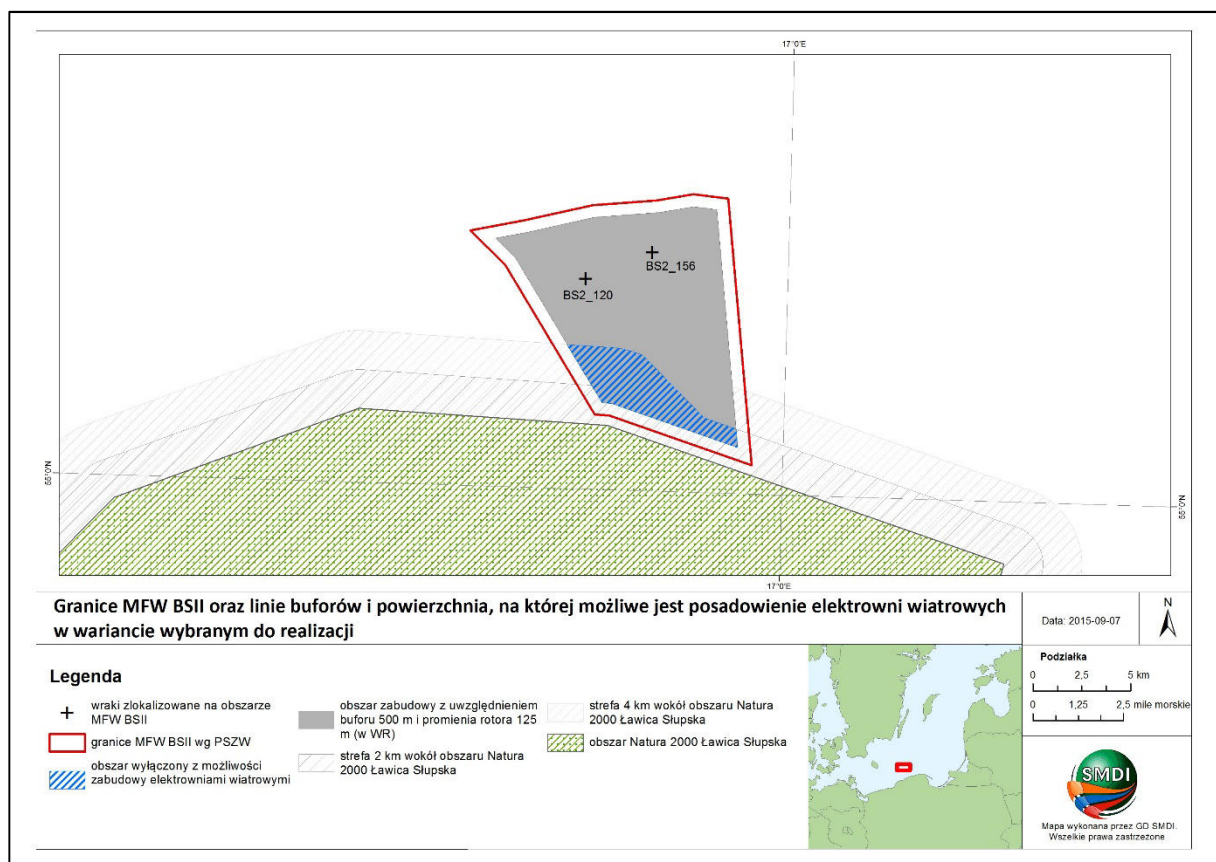 17°0'E
BS2_156
BS2_120
55°0'N
55°0'N
17°0'E
Granice MFW BSII oraz linie buforów i powierzchnia, na której możliwe jest posadowienie elektrowni wiatrowych
w wariancie wybranym do realizacji
Data: 2015-09-07
N
Legenda
wraki zlokalizowane na obszarze
MFW BSII
granice MFW BSII wg PSZW
obszar wyłączony z możliwości
zabudowy elektrowniami wiatrowymi
obszar zabudowy z uwzględnieniem
buforu 500 m i promienia rotora 125
m (w WR)
strefa 2 km wokół obszaru Natura
2000 Ławica Słupska
strefa 4 km wokół obszaru Natura
2000 Ławica Słupska
obszar Natura 2000 Ławica Słupska
Podziałka
0 2,5 5 km
0 1,25 2,5 mile morskie
SMDI
Mapa wykonana przez GD SMDI.
Wszelkie prawa zastrzeżone